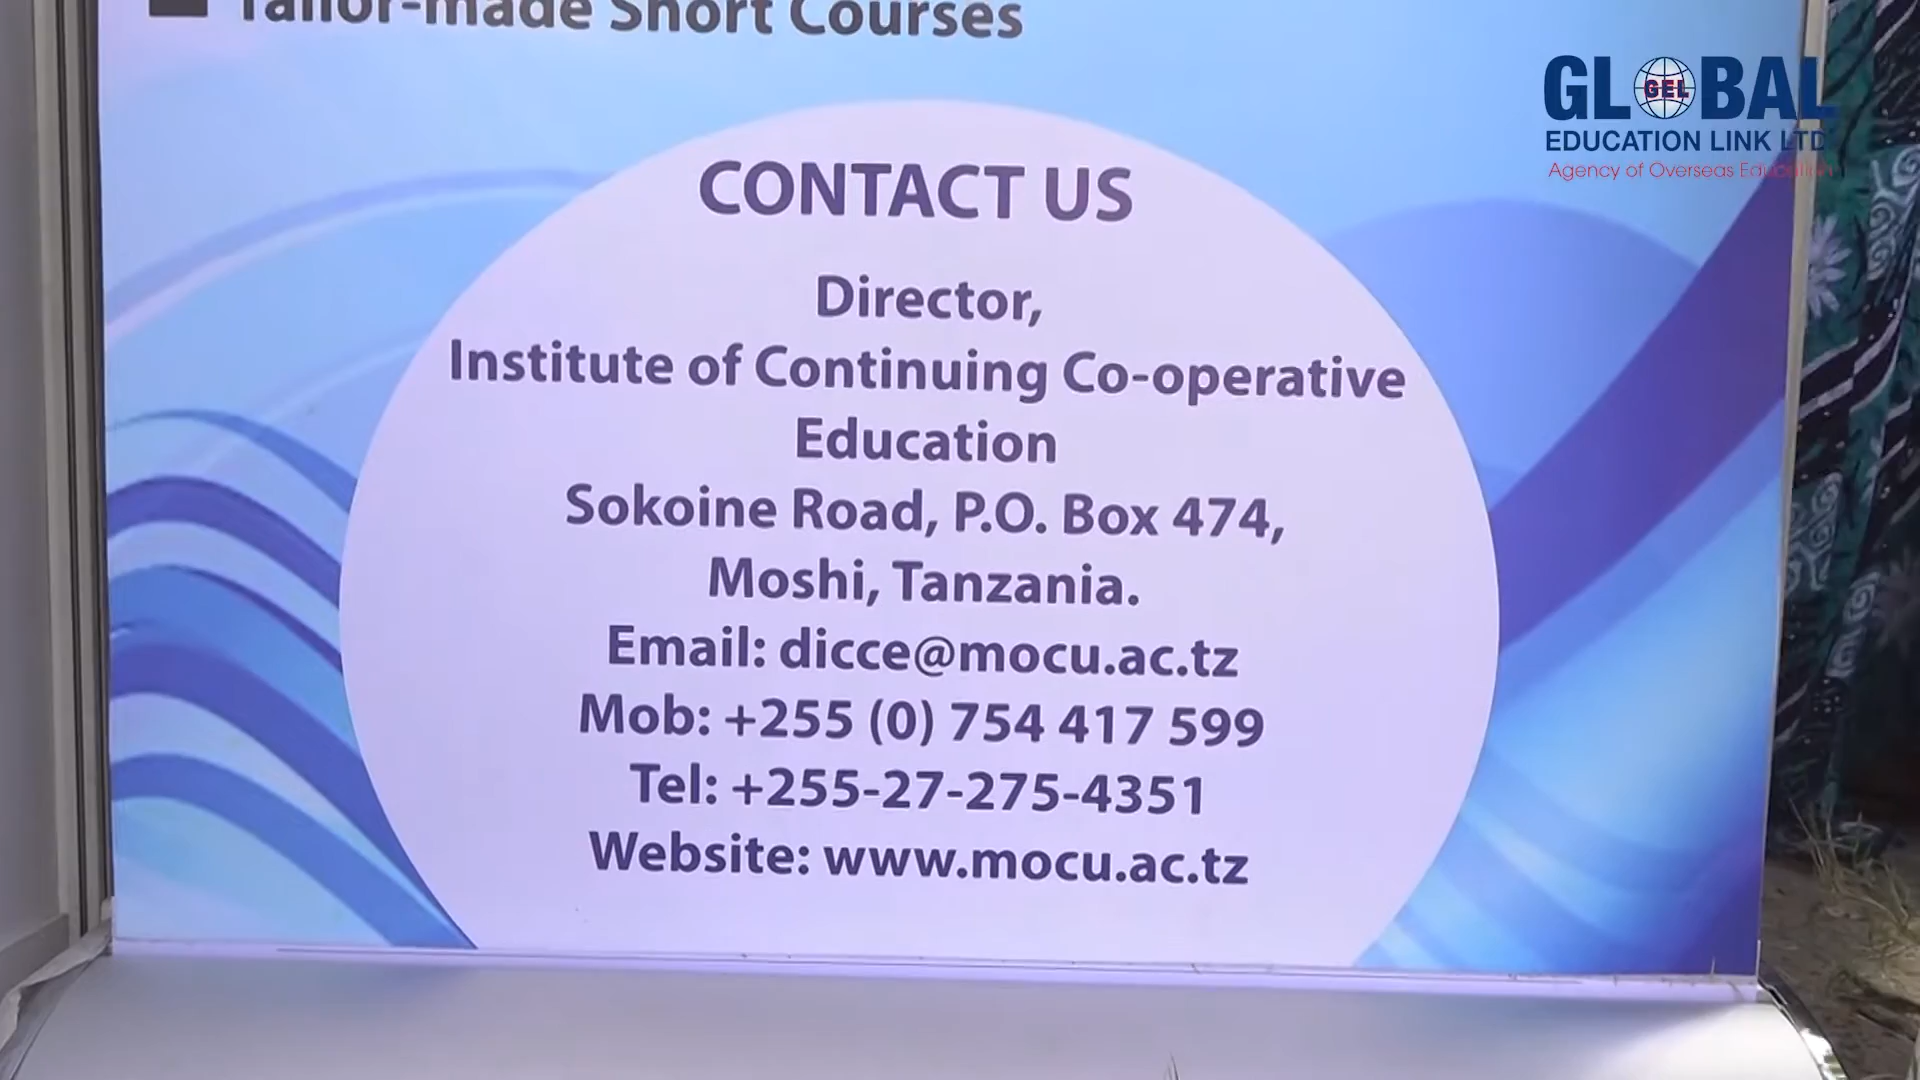 Tailor-made Short Courses
GLOBAL
GEL
EDUCATION LINK LTD
Agency of Overseas Education
CONTACT US
Director,
Institute of Continuing Co-operative
Education
Sokoine Road, P.O. Box 474,
Moshi, Tanzania.
Email: dicce@mocu.ac.tz
Mob: +255 (0) 754 417 599
Tel: +255-27-275-4351
Website: www.mocu.ac.tz